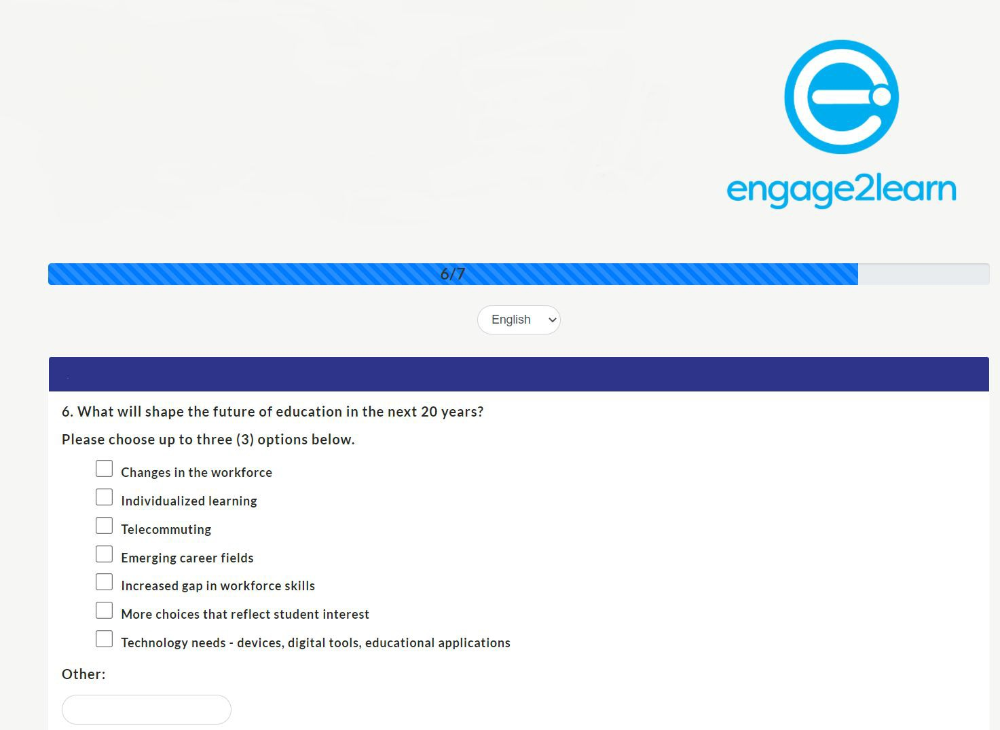 engage2learn
6/7
English
6. What will shape the future of education in the next 20 years?
Please choose up to three (3) options below.
Changes in the workforce
Individualized learning
Telecommuting
Emerging career fields
Increased gap in workforce skills
More choices that reflect student interest
Technology needs - devices, digital tools, educational applications
Other: